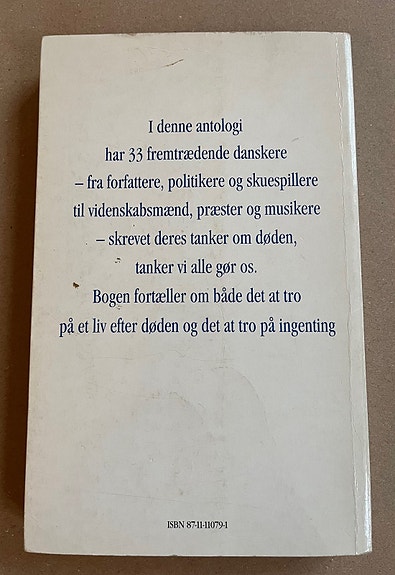 I denne antologi
har 33 fremtrædende danskere
– fra forfattere, politikere og skuespillere
til videnskabsmænd, præster og musikere
– skrevet deres tanker om døden,
tanker vi alle gør os.
Bogen fortæller om både det at tro
på et liv efter døden og det at tro på ingenting
ISBN 87-11-11079-1